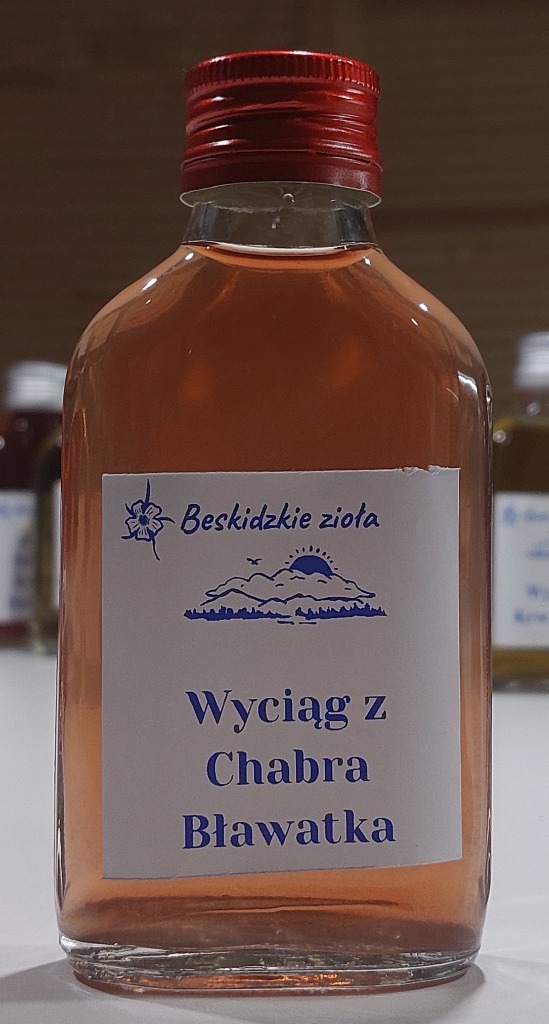 Beskidzkie zioła
Wyciąg z
Chabra
Bławatka